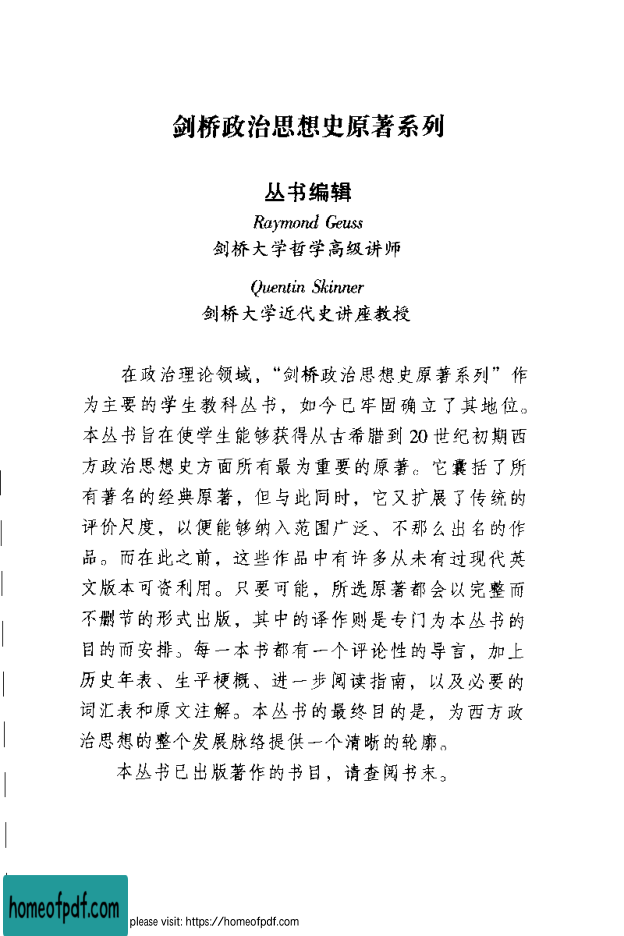 剑桥政治思想史原著系列
丛书编辑
Raymond Geuss
剑桥大学哲学高级讲师
Quentin Skinner
剑桥大学近代史讲座教授
在政治理论领域，“剑桥政治思想史原著系列”作
为主要的学生教科丛书，如今已牢固确立了其地位。
本丛书旨在使学生能够获得从古希腊到 20 世纪初期西
方政治思想史方面所有最为重要的原著。它囊括了所
有著名的经典原著，但与此同时，它又扩展了传统的
评价尺度，以便能够纳入范围广泛、不那么出名的作
品。而在此之前，这些作品中有许多从未有过现代英
文版本可资利用。只要可能，所选原著都会以完整而
不删节的形式出版，其中的译作则是专门为本丛书的
目的而安排。每一本书都有一个评论性的导言，加上
历史年表、生平梗概、进一步阅读指南，以及必要的
词汇表和原文注解。本丛书的最终目的是，为西方政
治思想的整个发展脉络提供一个清晰的轮廓。
本丛书已出版著作的书目，请查阅书末。
homeofpdf.com
please visit: https://homeofpdf.com